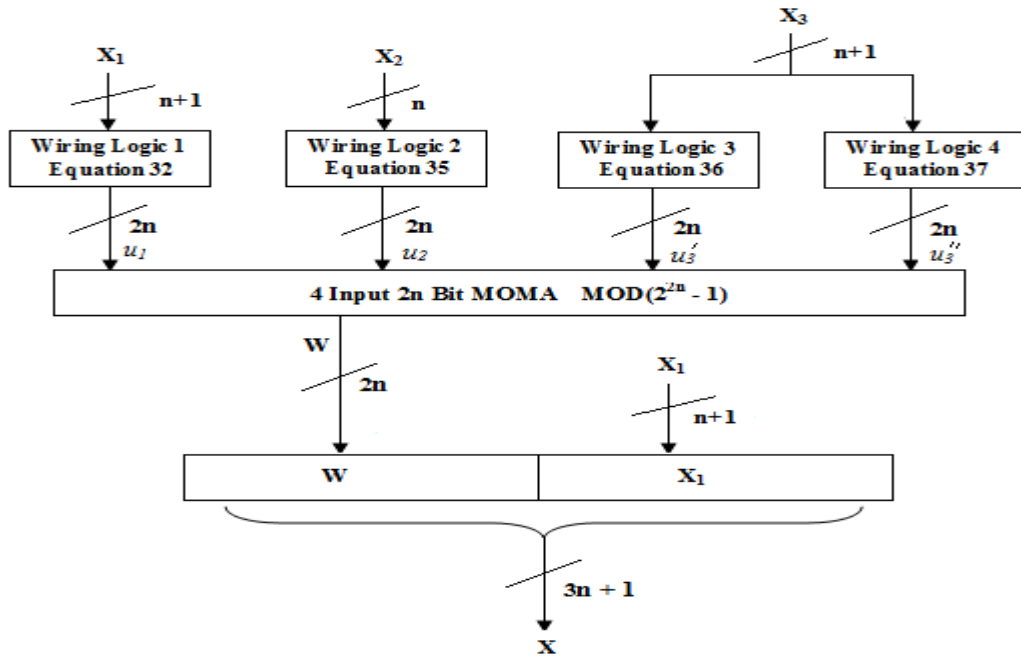 X₃
X₁
X₂
n+1
n+1
n
Wiring Logic 1
Equation 32
Wiring Logic 2
Equation 35
Wiring Logic 3
Equation 36
Wiring Logic 4
Equation 37
2n
2n
2n
2n
u₁
u₂
u₃′
u₃″
4 Input 2n Bit MOMA MOD(2²ⁿ - 1)
W
2n
X₁
n+1
W
X₁
3n + 1
X